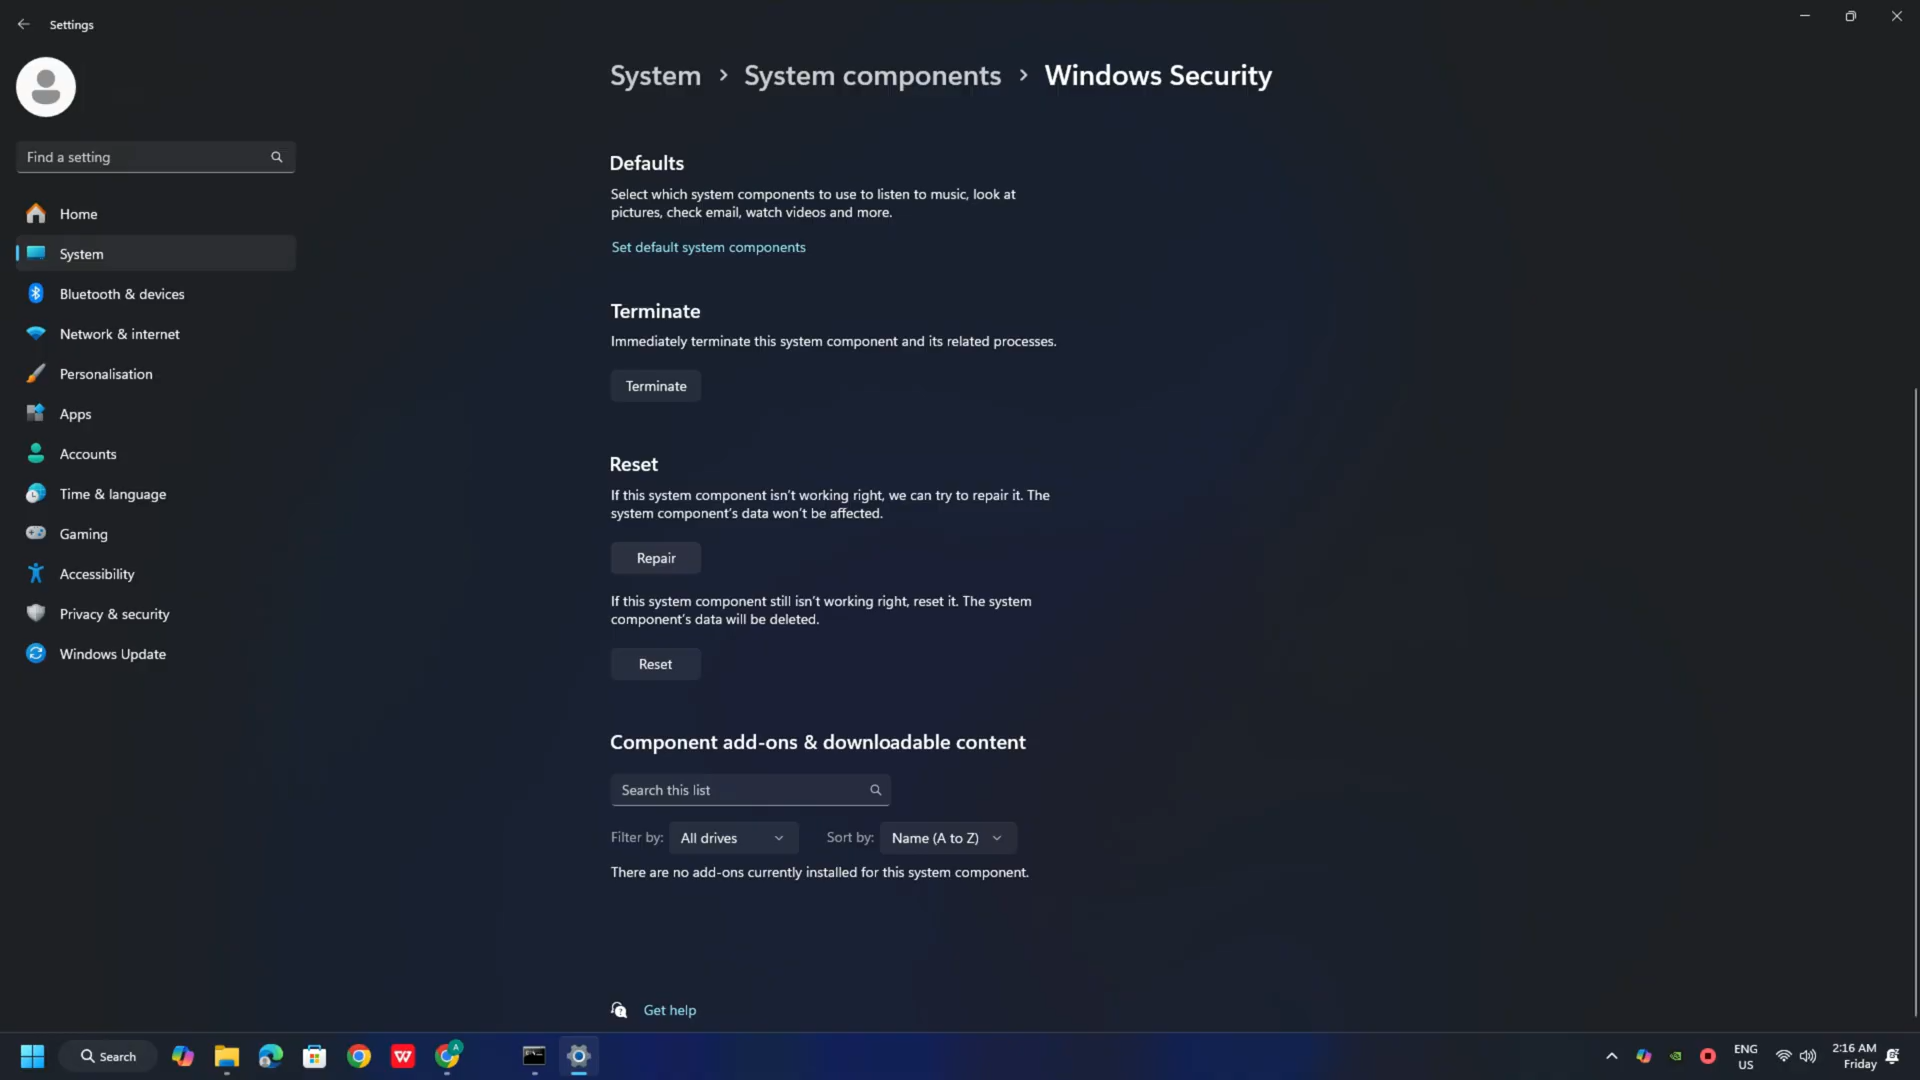 Settings
System > System components > Windows Security
Find a setting
Home
System
Bluetooth & devices
Network & internet
Personalisation
Apps
Accounts
Time & language
Gaming
Accessibility
Privacy & security
Windows Update
Defaults
Select which system components to use to listen to music, look at
pictures, check email, watch videos and more.
Set default system components
Terminate
Immediately terminate this system component and its related processes.
Terminate
Reset
If this system component isn't working right, we can try to repair it. The
system component's data won't be affected.
Repair
If this system component still isn't working right, reset it. The system
component's data will be deleted.
Reset
Component add-ons & downloadable content
Search this list
Filter by: All drives Sort by: Name (A to Z)
There are no add-ons currently installed for this system component.
Get help
Search
ENG
US
2:16 AM
Friday